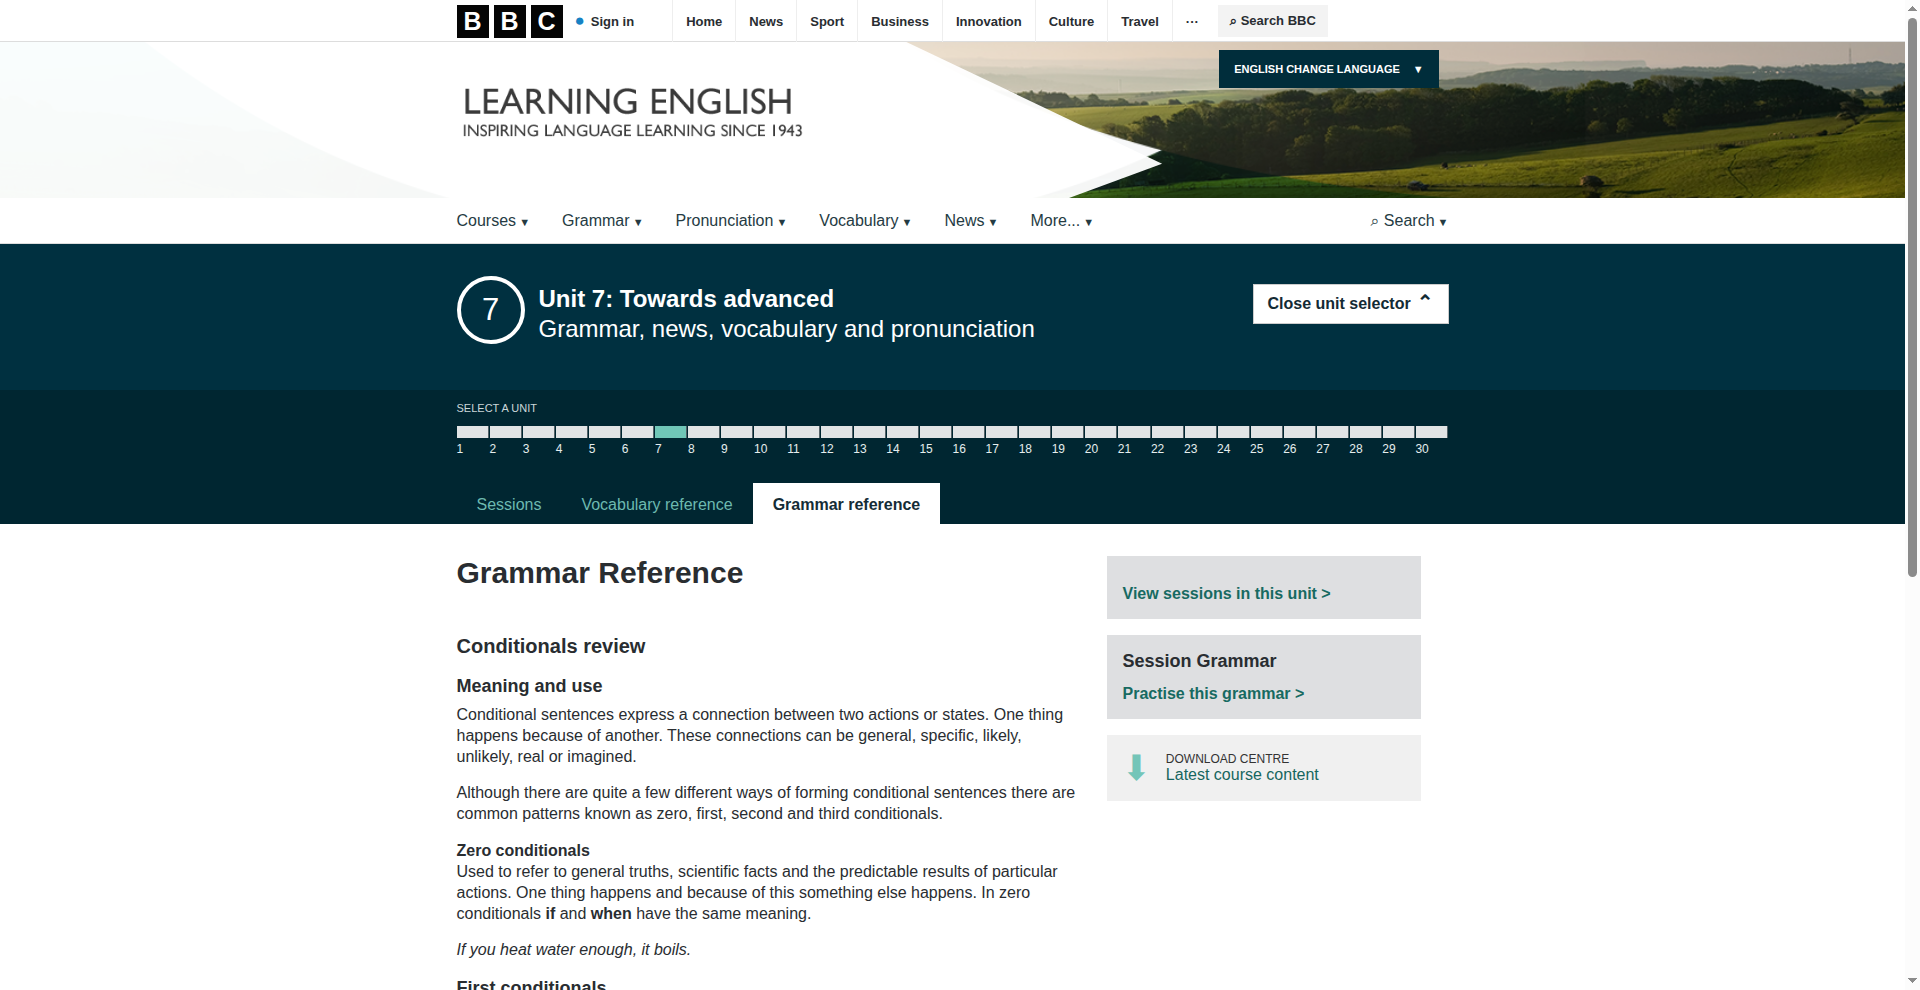 BBC
Sign in
Home
News
Sport
Business
Innovation
Culture
Travel
Search BBC
ENGLISH CHANGE LANGUAGE
LEARNING ENGLISH
INSPIRING LANGUAGE LEARNING SINCE 1943
Courses
Grammar
Pronunciation
Vocabulary
News
More...
Search
7
Unit 7: Towards advanced
Grammar, news, vocabulary and pronunciation
Close unit selector
SELECT A UNIT
1 2 3 4 5 6 7 8 9 10 11 12 13 14 15 16 17 18 19 20 21 22 23 24 25 26 27 28 29 30
Sessions
Vocabulary reference
Grammar reference
Grammar Reference
Conditionals review
Meaning and use
Conditional sentences express a connection between two actions or states. One thing
happens because of another. These connections can be general, specific, likely,
unlikely, real or imagined.
Although there are quite a few different ways of forming conditional sentences there are
common patterns known as zero, first, second and third conditionals.
Zero conditionals
Used to refer to general truths, scientific facts and the predictable results of particular
actions. One thing happens and because of this something else happens. In zero
conditionals if and when have the same meaning.
If you heat water enough, it boils.
First conditionals
View sessions in this unit >
Session Grammar
Practise this grammar >
DOWNLOAD CENTRE
Latest course content